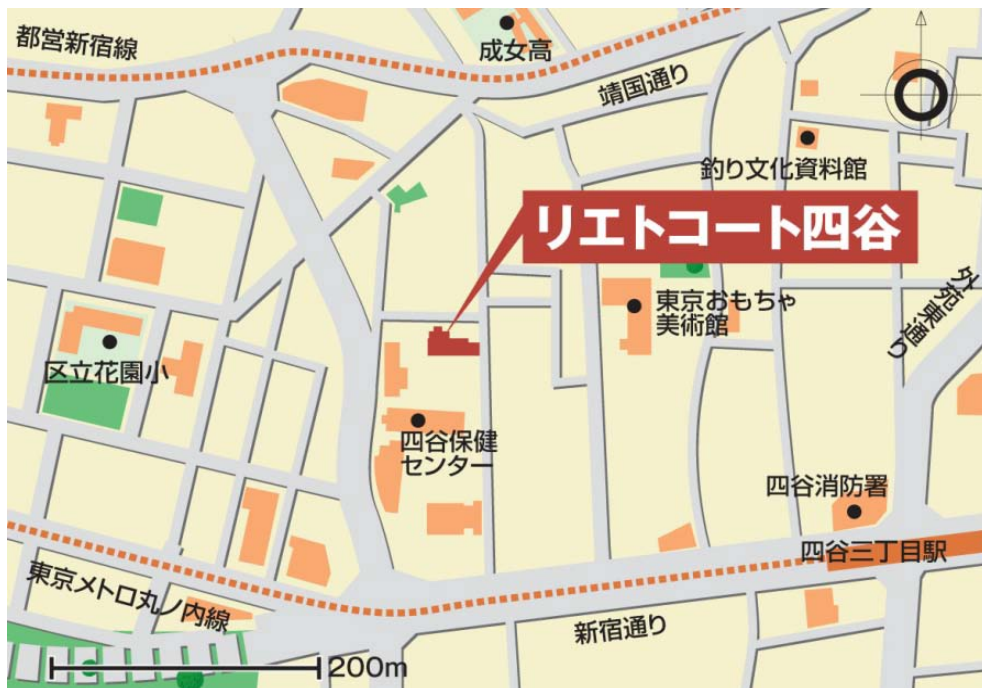 都営新宿線
成女高
靖国通り
釣り文化資料館
リエトコート四谷
東京おもちゃ
美術館
外苑東通り
区立花園小
四谷保健
センター
四谷消防署
四谷三丁目駅
東京メトロ丸ノ内線
新宿通り
200m